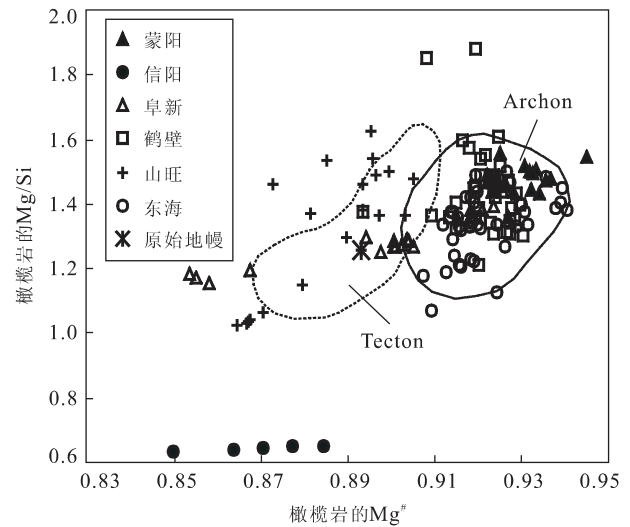 2.0
1.8
1.6
1.4
1.2
1.0
0.8
0.6
橄榄岩的Mg/Si
蒙阳
信阳
阜新
鹤壁
山旺
东海
原始地幔
Archon
Tecton
0.83 0.85 0.87 0.89 0.91 0.93 0.95
橄榄岩的Mg#